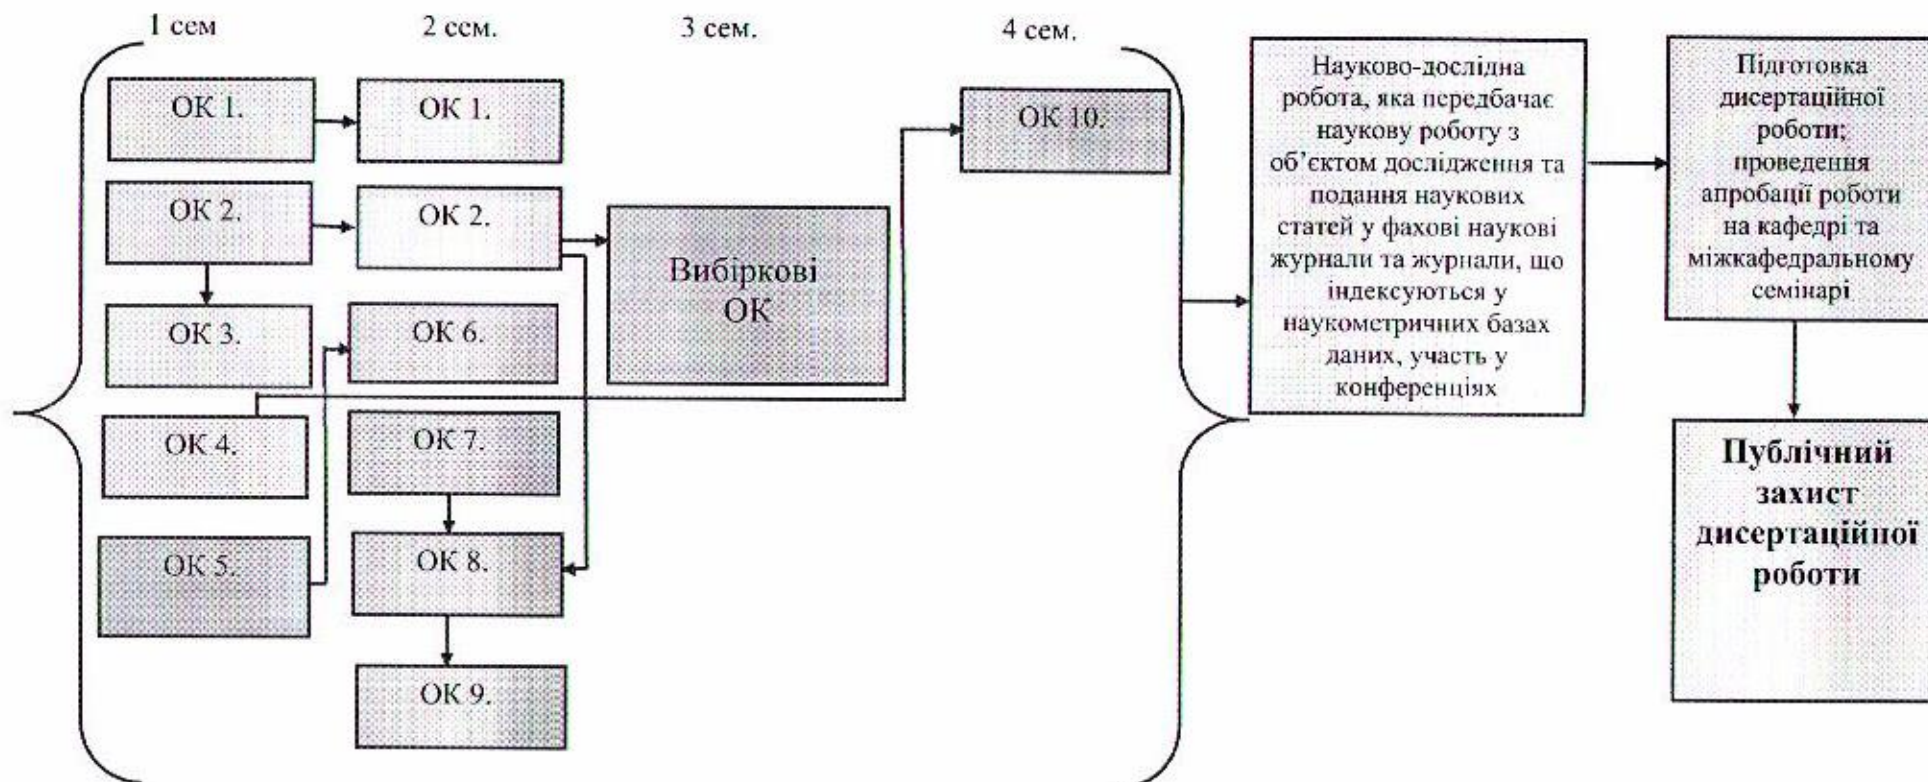 1 сем
2 сем.
3 сем.
4 сем.
ОК 1.
ОК 1.
ОК 2.
ОК 2.
ОК 3.
ОК 6.
ОК 4.
ОК 7.
ОК 5.
ОК 8.
ОК 9.
Вибіркові
ОК
ОК 10.
Науково-дослідна
робота, яка передбачає
наукову роботу з
об’єктом дослідження та
подання наукових
статей у фахові наукові
журнали та журнали, що
індексуються у
наукометричних базах
даних, участь у
конференціях
Підготовка
дисертаційної
роботи;
проведення
апробації роботи
на кафедрі та
міжкафедральному
семінарі
Публічний
захист
дисертаційної
роботи